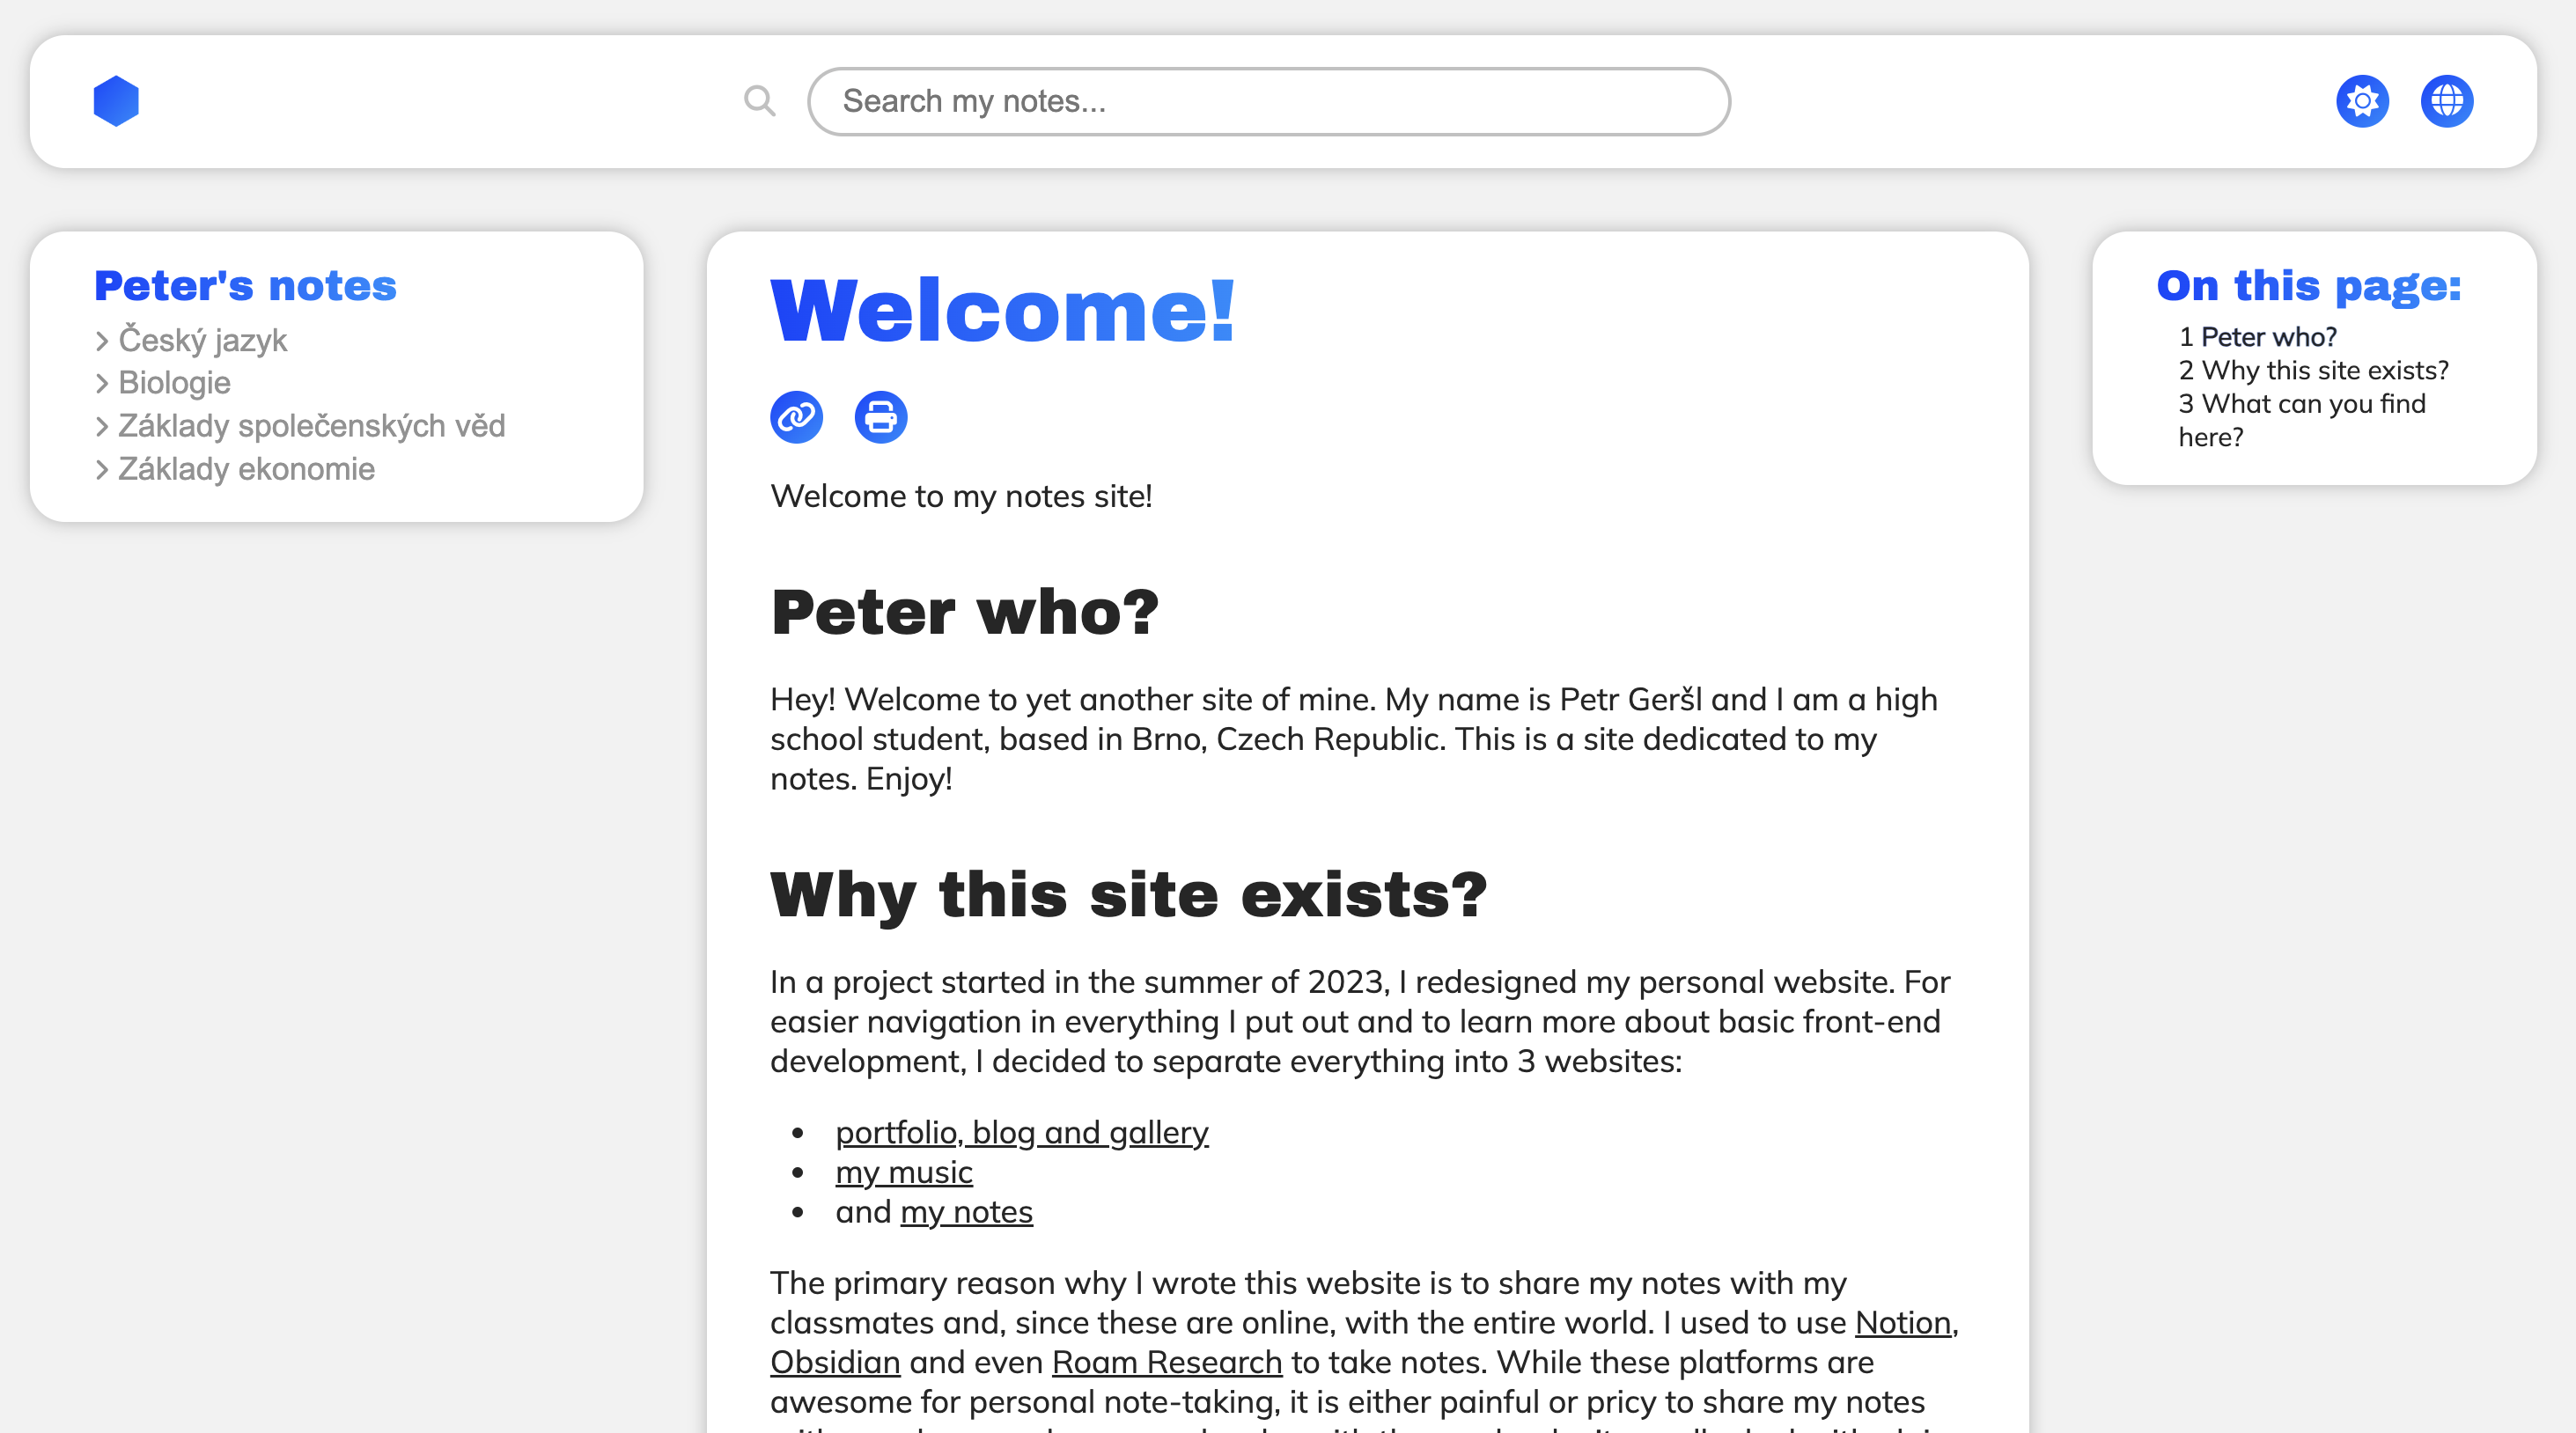 Search my notes...
Peter's notes
Český jazyk
Biologie
Základy společenských věd
Základy ekonomie
Welcome!
Welcome to my notes site!
Peter who?
Hey! Welcome to yet another site of mine. My name is Petr Geršl and I am a high
school student, based in Brno, Czech Republic. This is a site dedicated to my
notes. Enjoy!
Why this site exists?
In a project started in the summer of 2023, I redesigned my personal website. For
easier navigation in everything I put out and to learn more about basic front-end
development, I decided to separate everything into 3 websites:
• portfolio, blog and gallery
• my music
• and my notes
The primary reason why I wrote this website is to share my notes with my
classmates and, since these are online, with the entire world. I used to use Notion,
Obsidian and even Roam Research to take notes. While these platforms are
awesome for personal note-taking, it is either painful or pricy to share my notes
On this page:
1 Peter who?
2 Why this site exists?
3 What can you find
here?